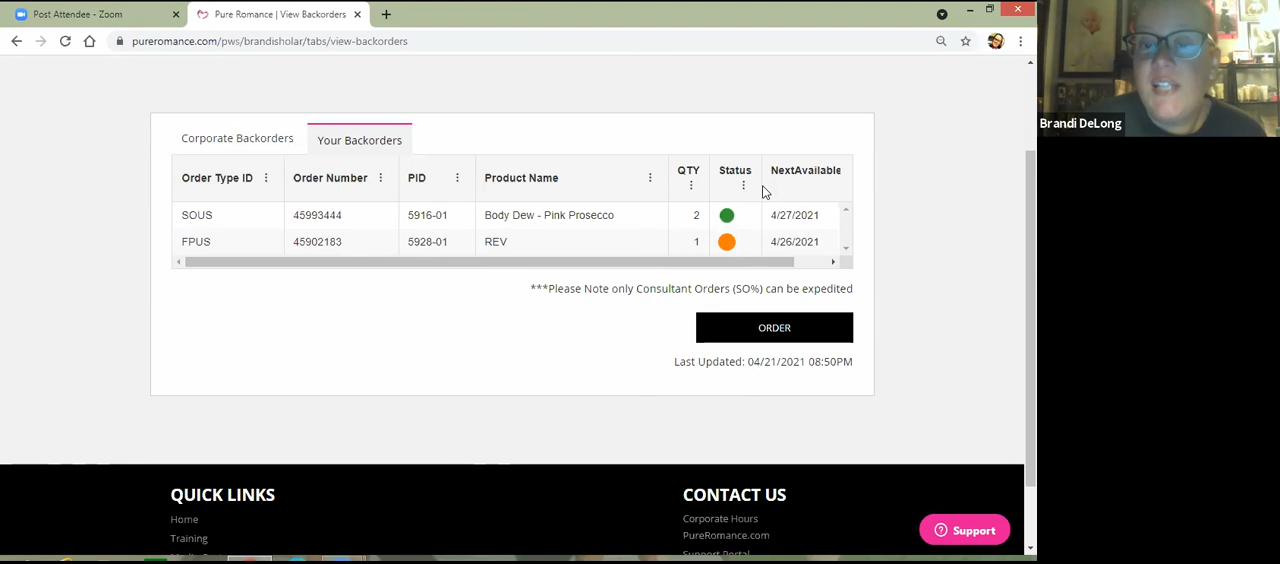 Post Attendee - Zoom
Pure Romance | View Backorders
pureromance.com/pws/brandisholar/tabs/view-backorders
Brandi DeLong
Corporate Backorders
Your Backorders
Order Type ID Order Number PID Product Name QTY Status NextAvailable
SOUS 45993444 5916-01 Body Dew - Pink Prosecco 2 4/27/2021
FPUS 45902183 5928-01 REV 1 4/26/2021
***Please Note only Consultant Orders (SO%) can be expedited
ORDER
Last Updated: 04/21/2021 08:50PM
QUICK LINKS
Home
Training
CONTACT US
Corporate Hours
PureRomance.com
Support Portal
Support